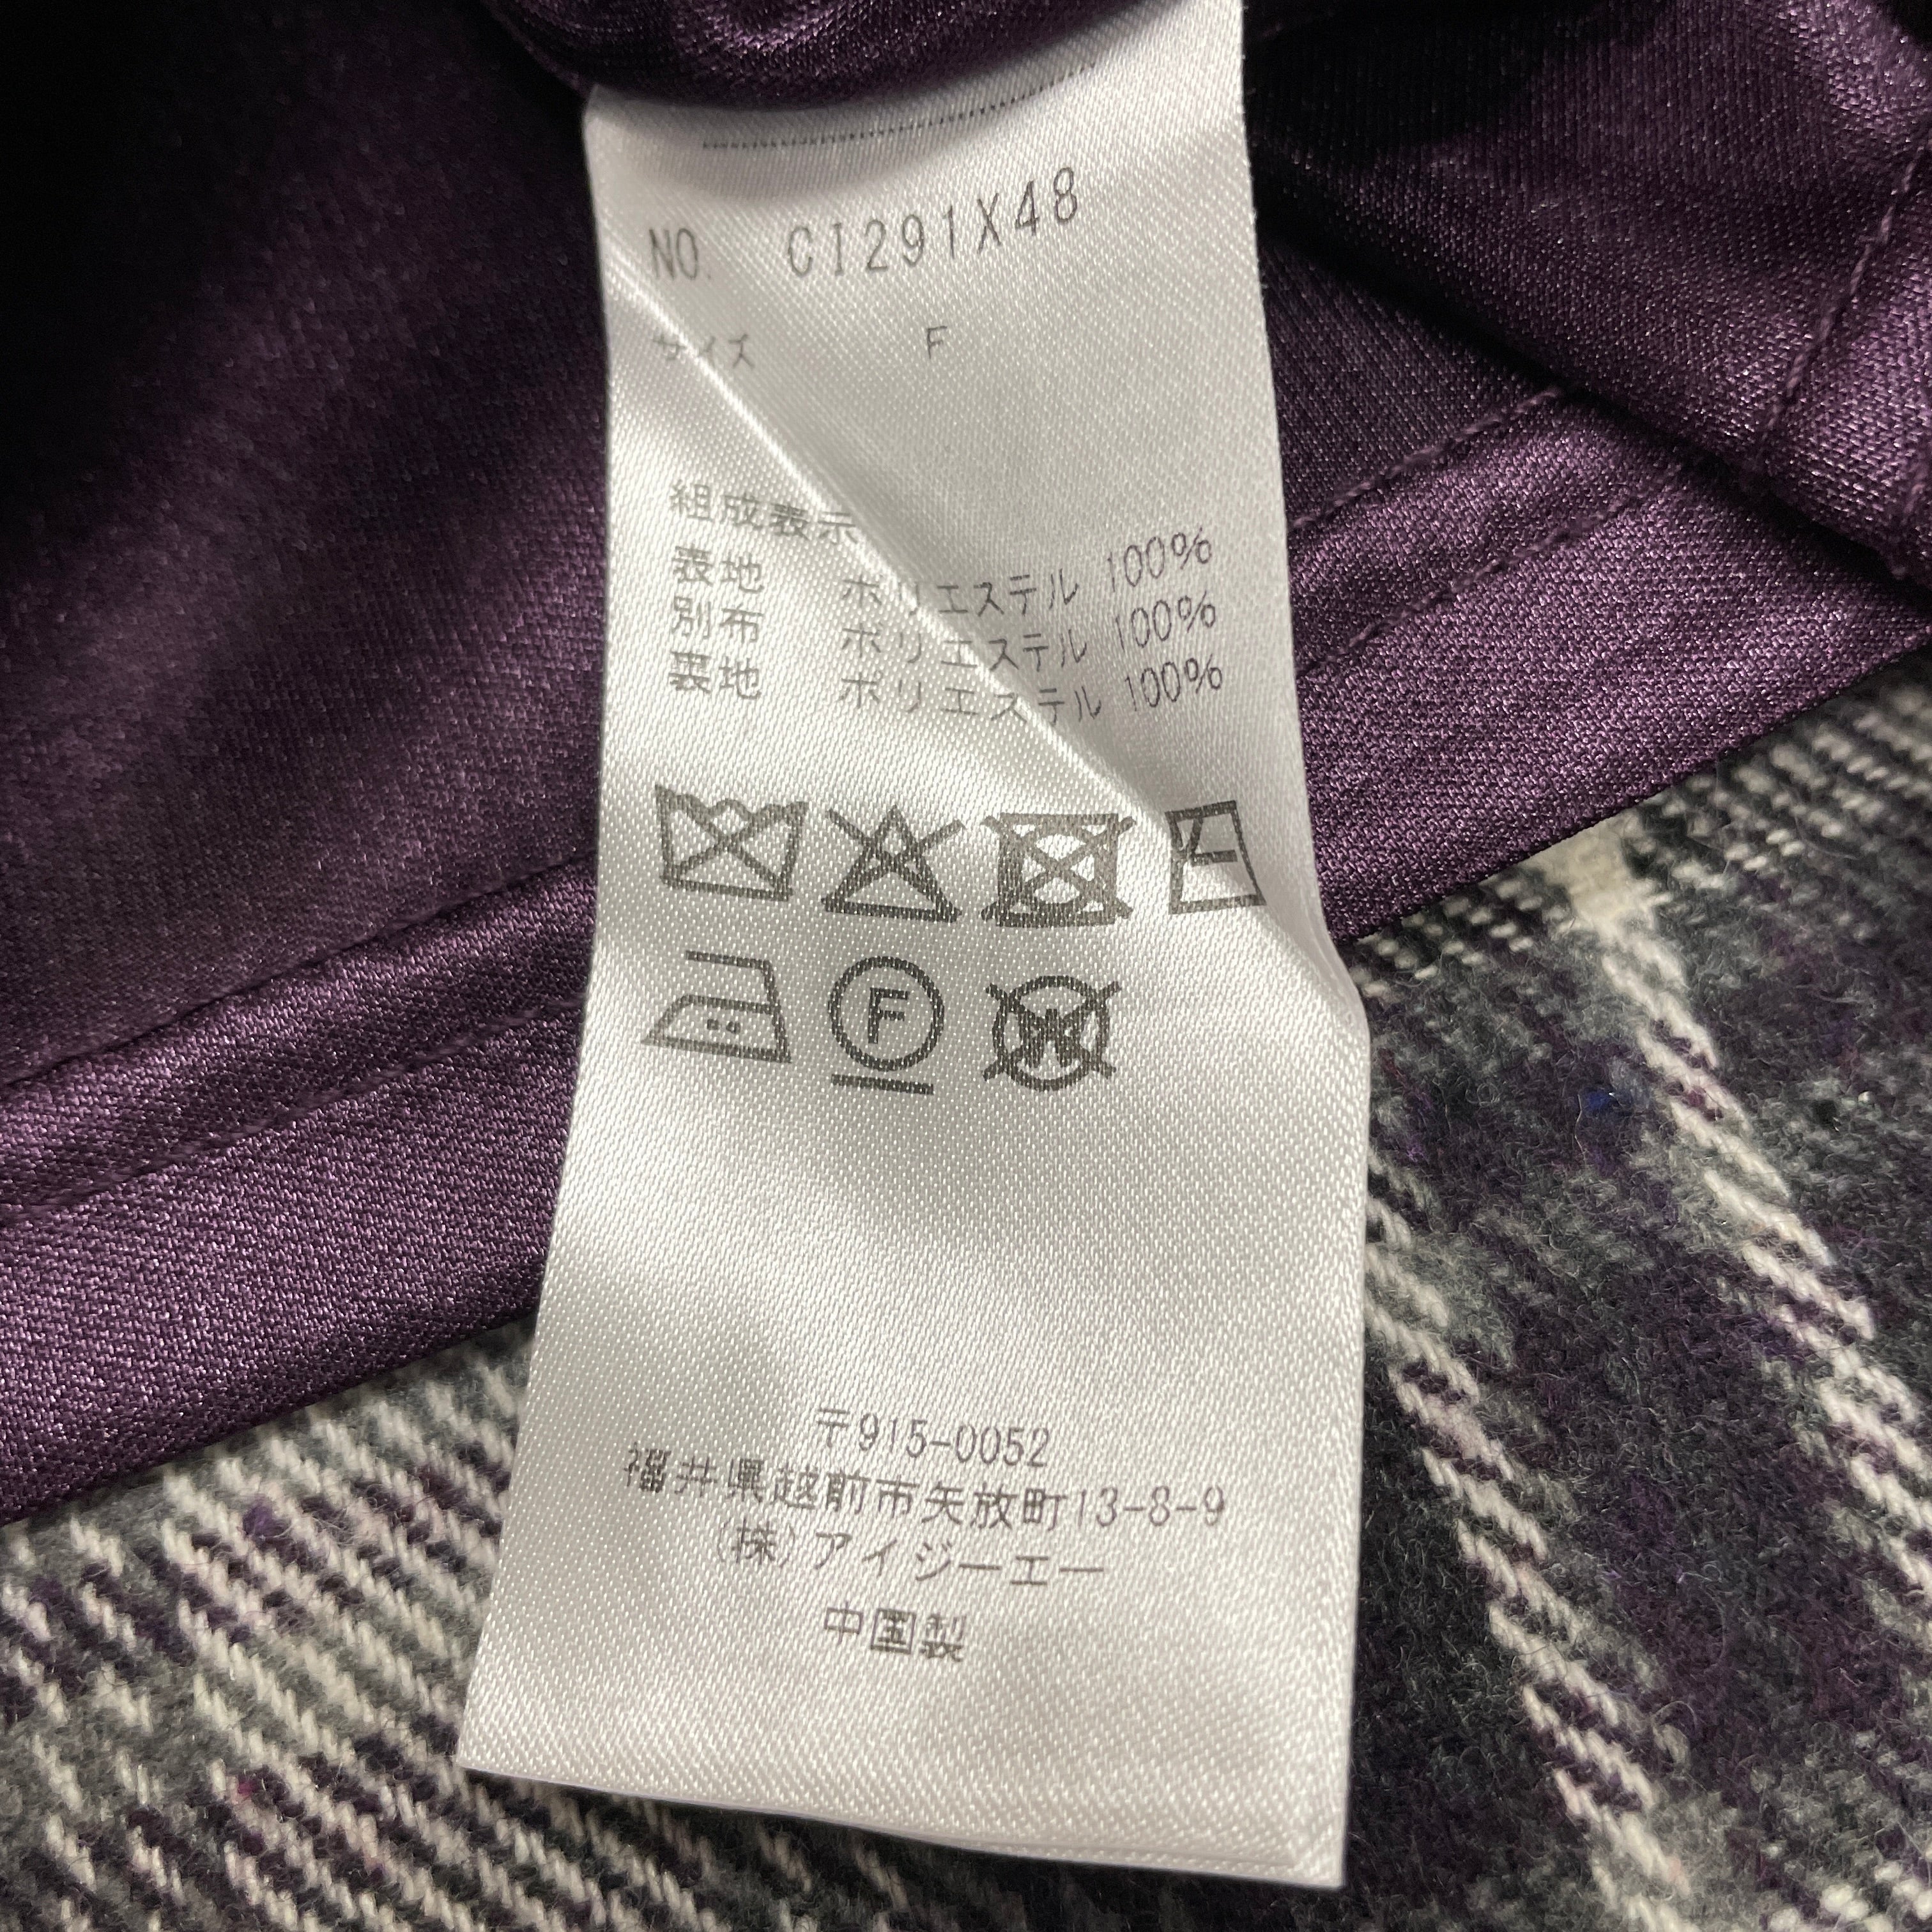 NO. CI291X48
サイズ F
組成表示
表地 ポリエステル 100%
別布 ポリエステル 100%
裏地 ポリエステル 100%
F
W
〒915-0052
福井県越前市矢放町13-8-9
(株)アイジーエー
中国製